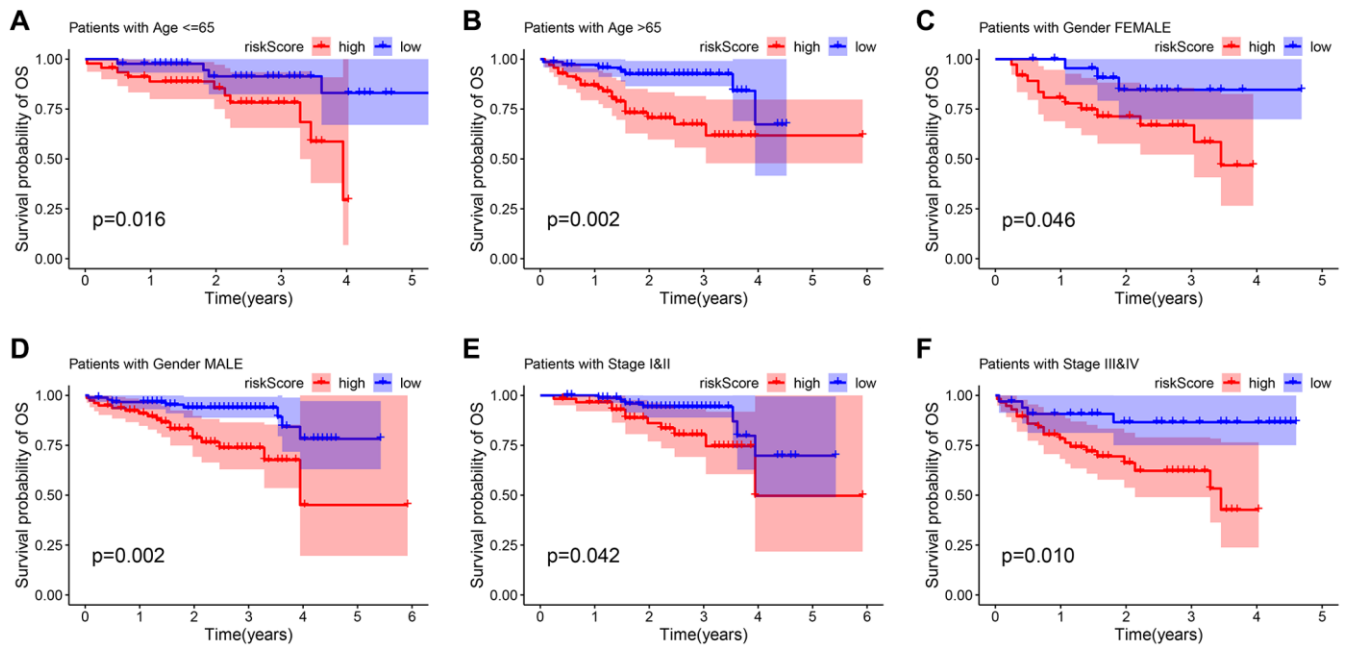 A
Patients with Age <=65
riskScore high low
Survival probability of OS
1.00
0.75
0.50
0.25
0.00
p=0.016
0 1 2 3 4 5
Time(years)
B
Patients with Age >65
riskScore high low
Survival probability of OS
1.00
0.75
0.50
0.25
0.00
p=0.002
0 1 2 3 4 5 6
Time(years)
C
Patients with Gender FEMALE
riskScore high low
Survival probability of OS
1.00
0.75
0.50
0.25
0.00
p=0.046
0 1 2 3 4 5
Time(years)
D
Patients with Gender MALE
riskScore high low
Survival probability of OS
1.00
0.75
0.50
0.25
0.00
p=0.002
0 1 2 3 4 5 6
Time(years)
E
Patients with Stage I&II
riskScore high low
Survival probability of OS
1.00
0.75
0.50
0.25
0.00
p=0.042
0 1 2 3 4 5 6
Time(years)
F
Patients with Stage III&IV
riskScore high low
Survival probability of OS
1.00
0.75
0.50
0.25
0.00
p=0.010
0 1 2 3 4 5
Time(years)